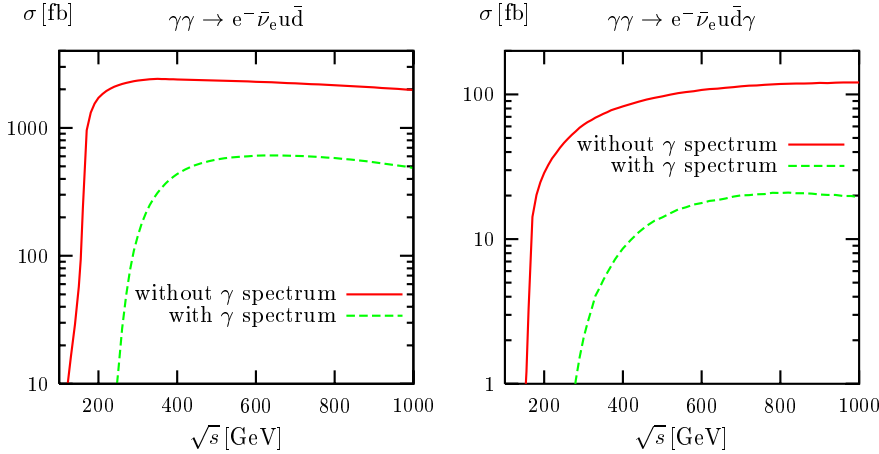 σ [fb]
γγ → e⁻ν̄ₑud̄
1000
100
10
200
400
600
800
1000
√s [GeV]
without γ spectrum
with γ spectrum
σ [fb]
γγ → e⁻ν̄ₑud̄γ
100
10
1
200
400
600
800
1000
√s [GeV]
without γ spectrum
with γ spectrum